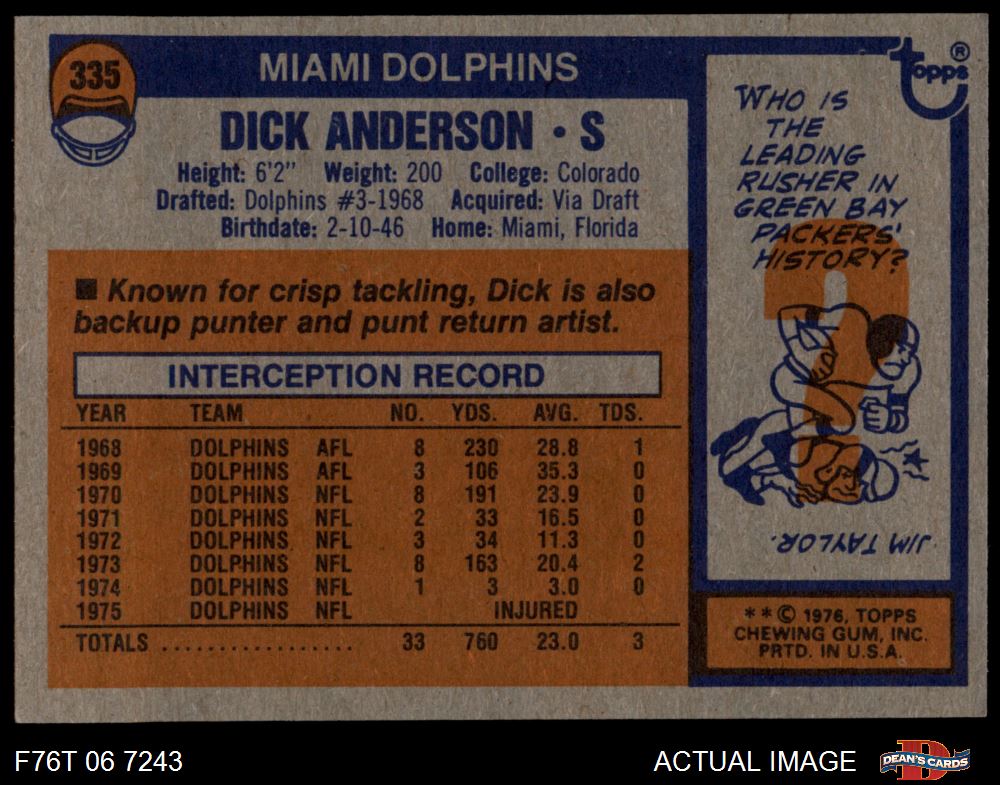 335
MIAMI DOLPHINS
DICK ANDERSON • S
Height: 6'2" Weight: 200 College: Colorado
Drafted: Dolphins #3-1968 Acquired: Via Draft
Birthdate: 2-10-46 Home: Miami, Florida
■ Known for crisp tackling, Dick is also
backup punter and punt return artist.
INTERCEPTION RECORD
YEAR TEAM NO. YDS. AVG. TDS.
1968 DOLPHINS AFL 8 230 28.8 1
1969 DOLPHINS AFL 3 106 35.3 0
1970 DOLPHINS NFL 8 191 23.9 0
1971 DOLPHINS NFL 2 33 16.5 0
1972 DOLPHINS NFL 3 34 11.3 0
1973 DOLPHINS NFL 8 163 20.4 2
1974 DOLPHINS NFL 1 3 3.0 0
1975 DOLPHINS NFL INJURED
TOTALS ................. 33 760 23.0 3
topps®
WHO IS
THE
LEADING
RUSHER IN
GREEN BAY
PACKERS'
HISTORY?
?
JIM TAYLOR.
**© 1976, TOPPS
CHEWING GUM, INC.
PRTD. IN U.S.A.
F76T 06 7243
ACTUAL IMAGE
D
DEAN'S CARDS